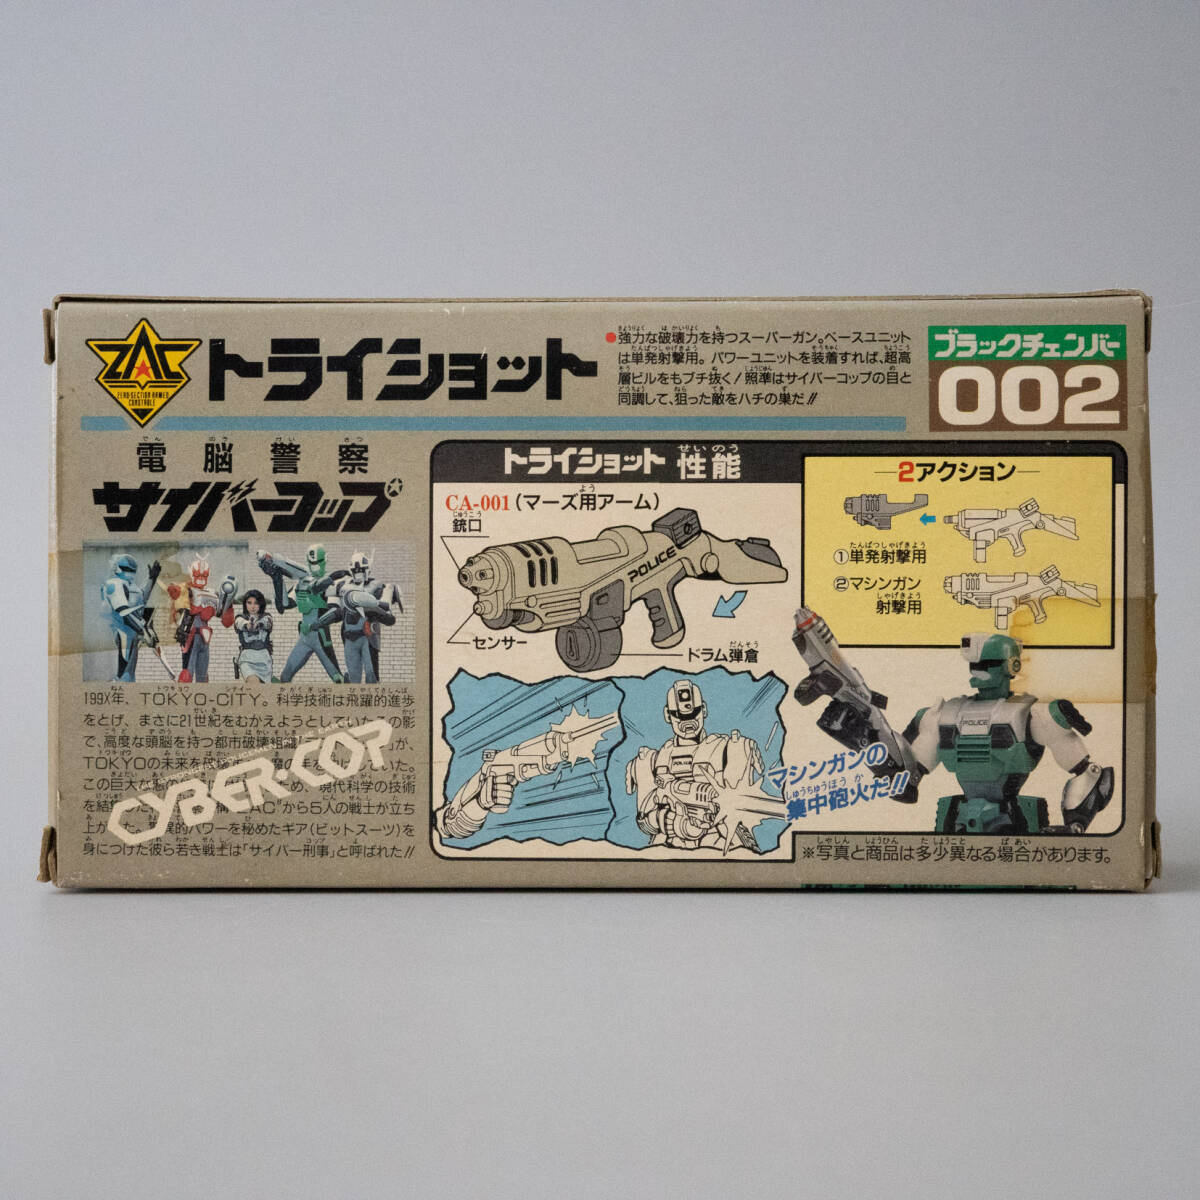 ZAC
ZERO-SECTION ARMED
CONSTABLE
トライショット
●強力な破壊力を持つスーパーガン。ベースユニット
は単発射撃用。パワーユニットを装着すれば、超高
層ビルをもブチ抜く!照準はサイバーコップの目と
同調して、狙った敵をハチの巣だ!!
ブラックチェンバー
002
電脳警察
サイバーコップ
199X年、TOKYO-CITY。科学技術は飛躍的進歩
をとげ、まさに21世紀をむかえようとしていた。その影
で、高度な頭脳を持つ都市破壊組織
が、
TOKYOの未来を破
この巨大な悪の
ため、現代科学の技術
を結
"ZAC"から5人の戦士が立ち
上が
異的パワーを秘めたギア(ビットスーツ)を
身につけた彼ら若き戦士は「サイバー刑事」と呼ばれた!!
CYBER-COP
トライショット 性能
CA-001(マーズ用アーム)
銃口
POLICE
センサー
ドラム弾倉
2アクション
①単発射撃用
②マシンガン
射撃用
POLICE
マシンガンの
集中砲火だ!!
※写真と商品は多少異なる場合があります。